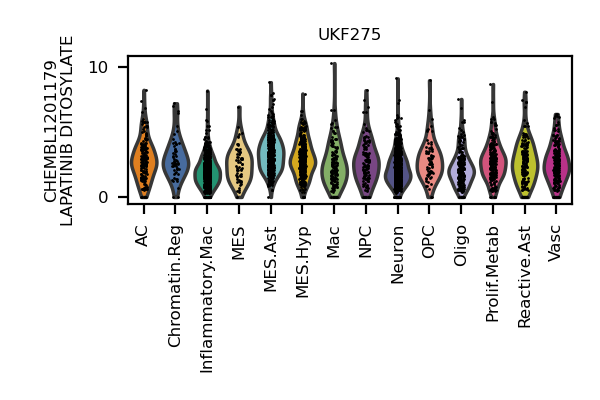 UKF275
CHEMBL1201179
LAPATINIB DITOSYLATE
10
0
AC
Chromatin.Reg
Inflammatory.Mac
MES
MES.Ast
MES.Hyp
Mac
NPC
Neuron
OPC
Oligo
Prolif.Metab
Reactive.Ast
Vasc